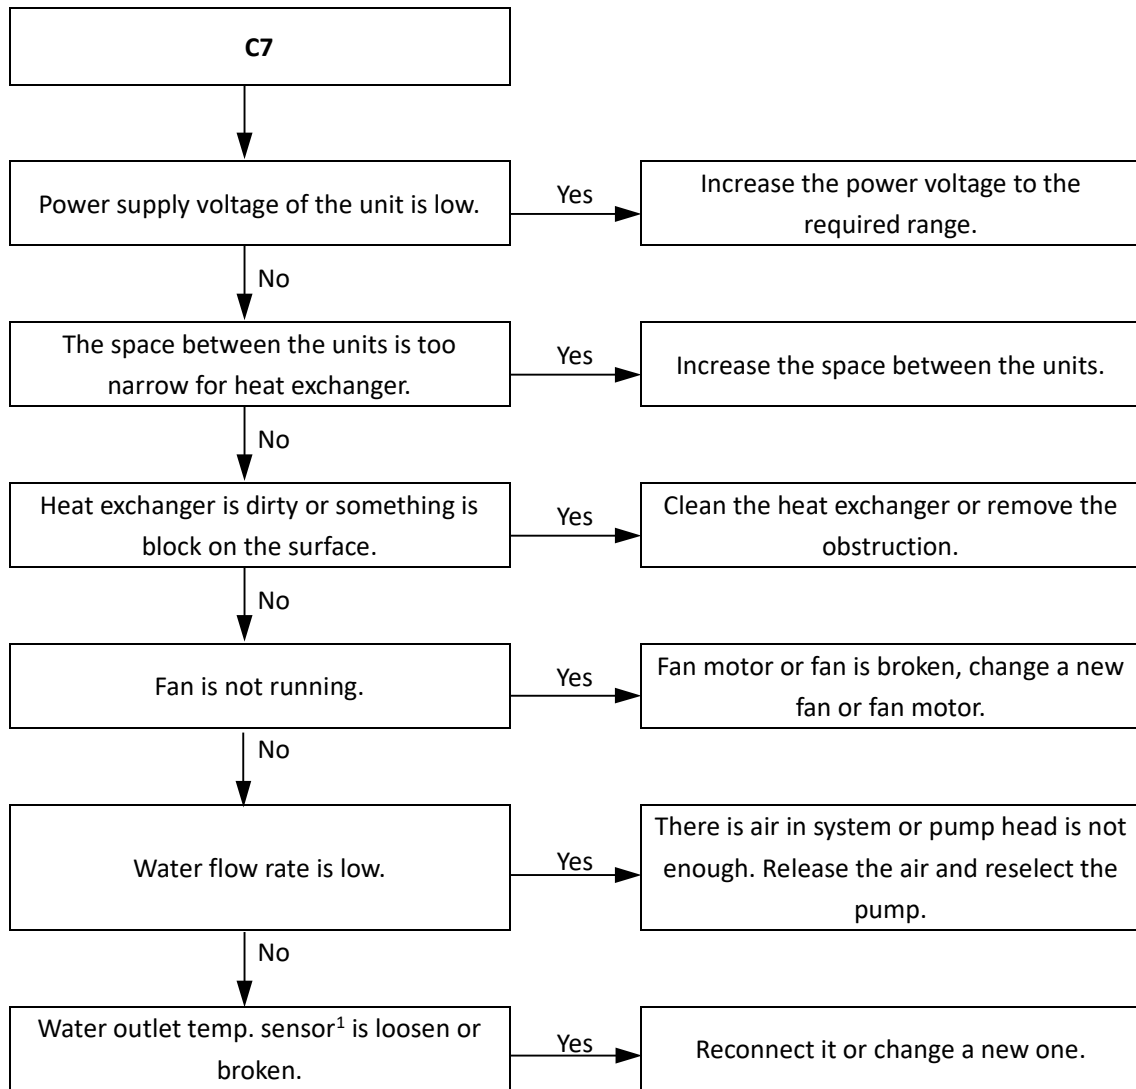 C7
Power supply voltage of the unit is low.
Yes
Increase the power voltage to the
required range.
No
The space between the units is too
narrow for heat exchanger.
Yes
Increase the space between the units.
No
Heat exchanger is dirty or something is
block on the surface.
Yes
Clean the heat exchanger or remove the
obstruction.
No
Fan is not running.
Yes
Fan motor or fan is broken, change a new
fan or fan motor.
No
Water flow rate is low.
Yes
There is air in system or pump head is not
enough. Release the air and reselect the
pump.
No
Water outlet temp. sensor¹ is loosen or
broken.
Yes
Reconnect it or change a new one.